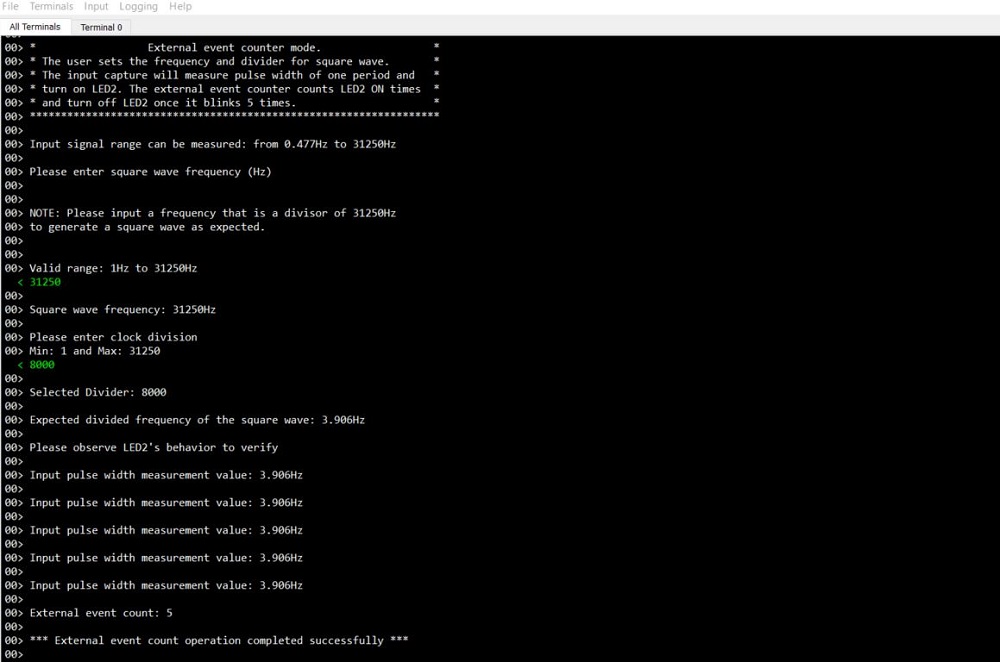 File Terminals Input Logging Help
All Terminals Terminal 0
00> * External event counter mode. *
00> * The user sets the frequency and divider for square wave. *
00> * The input capture will measure pulse width of one period and *
00> * turn on LED2. The external event counter counts LED2 ON times *
00> * and turn off LED2 once it blinks 5 times. *
00> ******************************************************************
00>
00> Input signal range can be measured: from 0.477Hz to 31250Hz
00>
00> Please enter square wave frequency (Hz)
00>
00>
00> NOTE: Please input a frequency that is a divisor of 31250Hz
00> to generate a square wave as expected.
00>
00>
00> Valid range: 1Hz to 31250Hz
< 31250
00>
00> Square wave frequency: 31250Hz
00>
00> Please enter clock division
00> Min: 1 and Max: 31250
< 8000
00>
00> Selected Divider: 8000
00>
00> Expected divided frequency of the square wave: 3.906Hz
00>
00> Please observe LED2's behavior to verify
00>
00> Input pulse width measurement value: 3.906Hz
00>
00> Input pulse width measurement value: 3.906Hz
00>
00> Input pulse width measurement value: 3.906Hz
00>
00> Input pulse width measurement value: 3.906Hz
00>
00> Input pulse width measurement value: 3.906Hz
00>
00> External event count: 5
00>
00> *** External event count operation completed successfully ***
00>